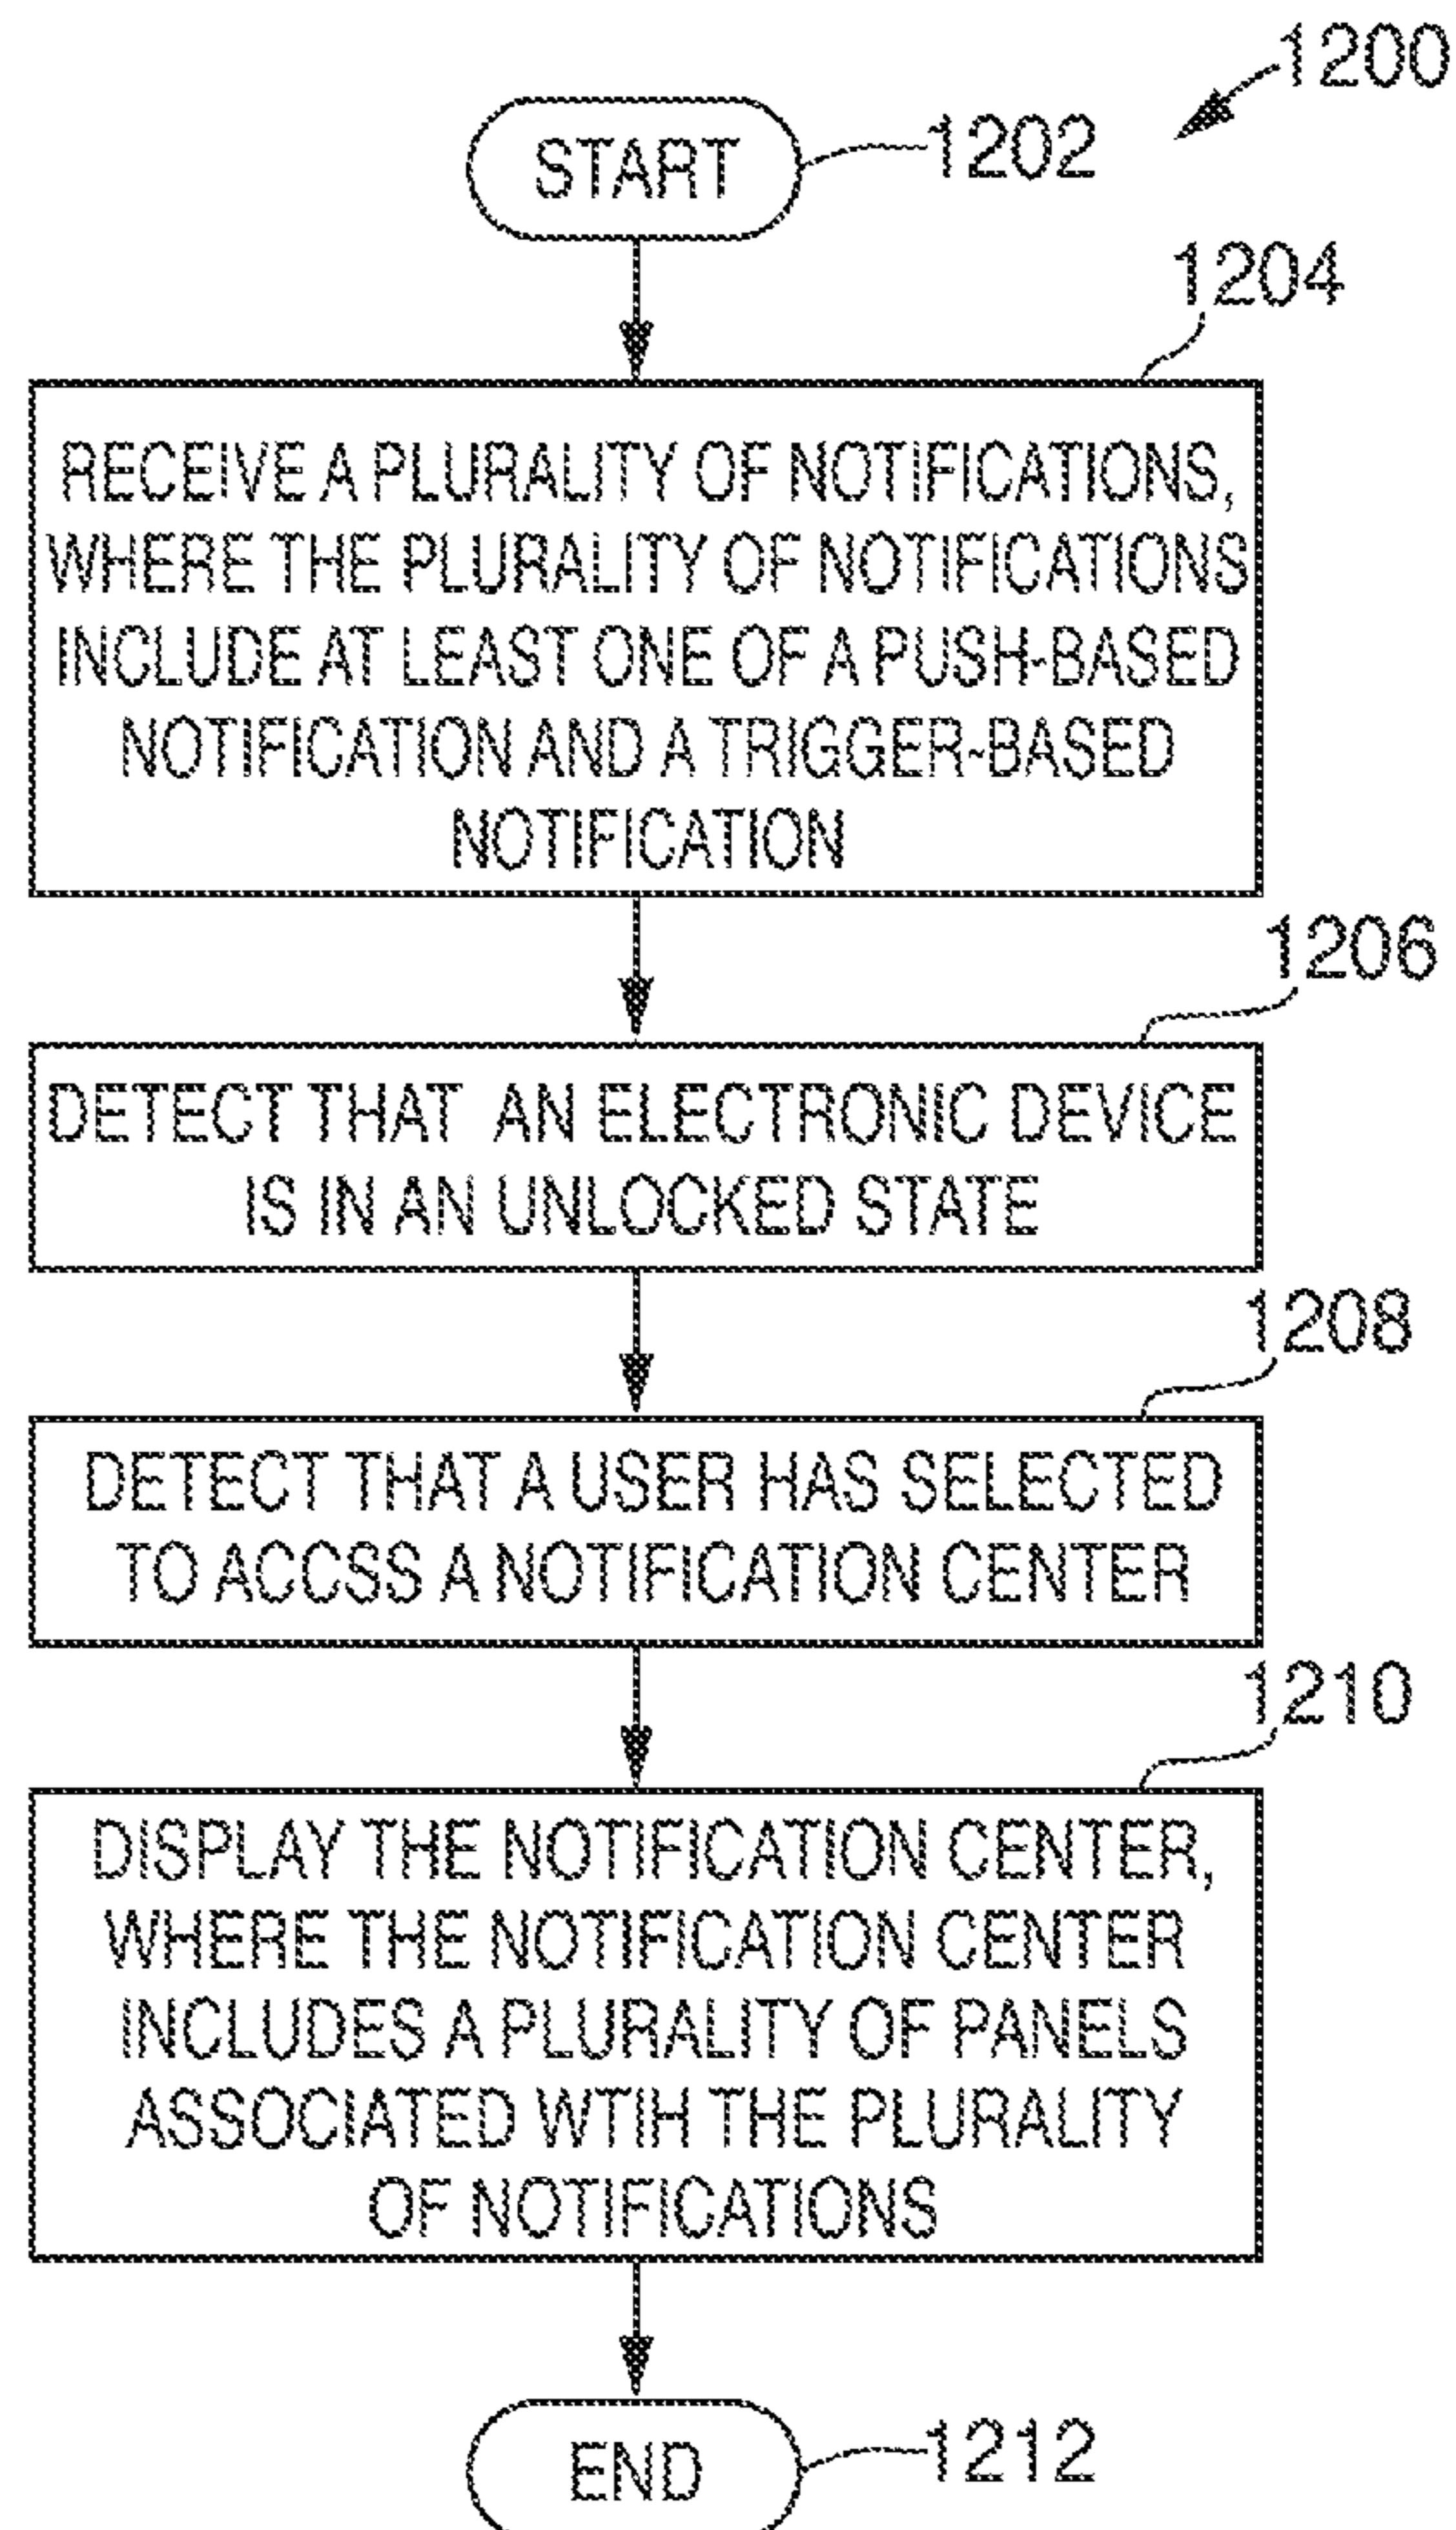 1200
START
1202
1204
RECEIVE A PLURALITY OF NOTIFICATIONS,
WHERE THE PLURALITY OF NOTIFICATIONS
INCLUDE AT LEAST ONE OF A PUSH-BASED
NOTIFICATION AND A TRIGGER-BASED
NOTIFICATION
1206
DETECT THAT AN ELECTRONIC DEVICE
IS IN AN UNLOCKED STATE
1208
DETECT THAT A USER HAS SELECTED
TO ACCSS A NOTIFICATION CENTER
1210
DISPLAY THE NOTIFICATION CENTER,
WHERE THE NOTIFICATION CENTER
INCLUDES A PLURALITY OF PANELS
ASSOCIATED WTIH THE PLURALITY
OF NOTIFICATIONS
END
1212